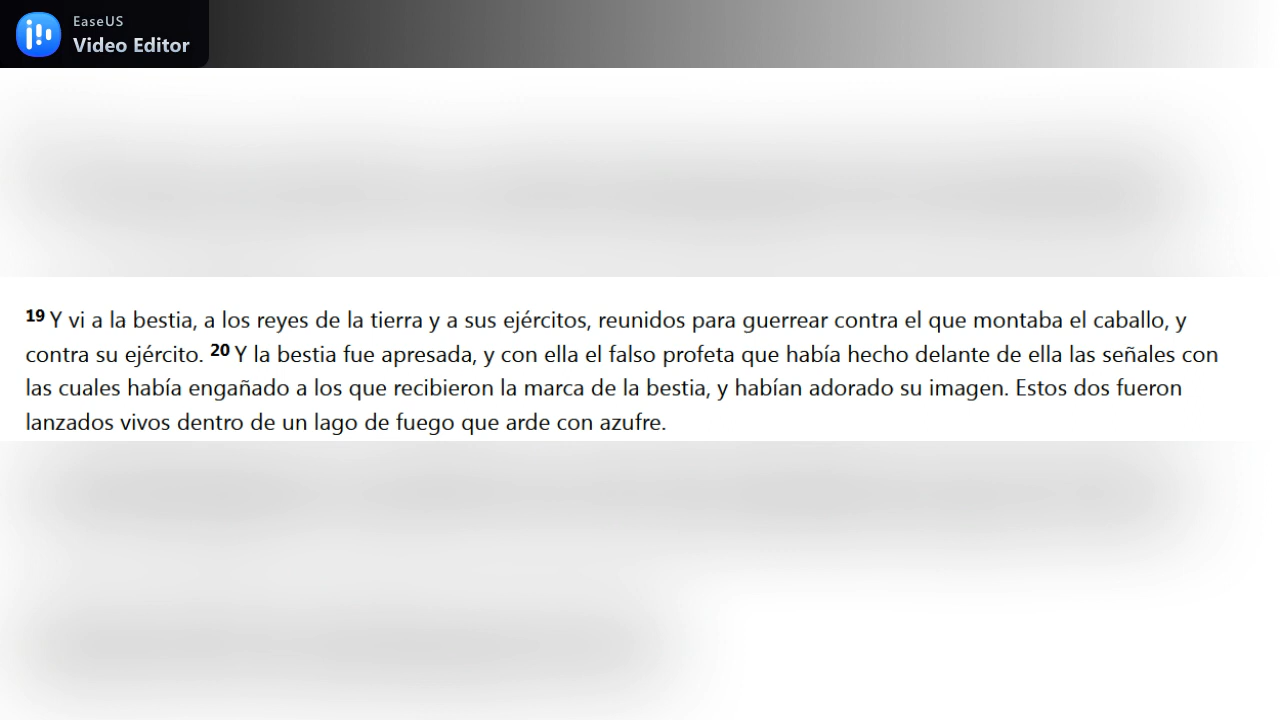 EaseUS
Video Editor
19 Y vi a la bestia, a los reyes de la tierra y a sus ejércitos, reunidos para guerrear contra el que montaba el caballo, y
contra su ejército. 20 Y la bestia fue apresada, y con ella el falso profeta que había hecho delante de ella las señales con
las cuales había engañado a los que recibieron la marca de la bestia, y habían adorado su imagen. Estos dos fueron
lanzados vivos dentro de un lago de fuego que arde con azufre.